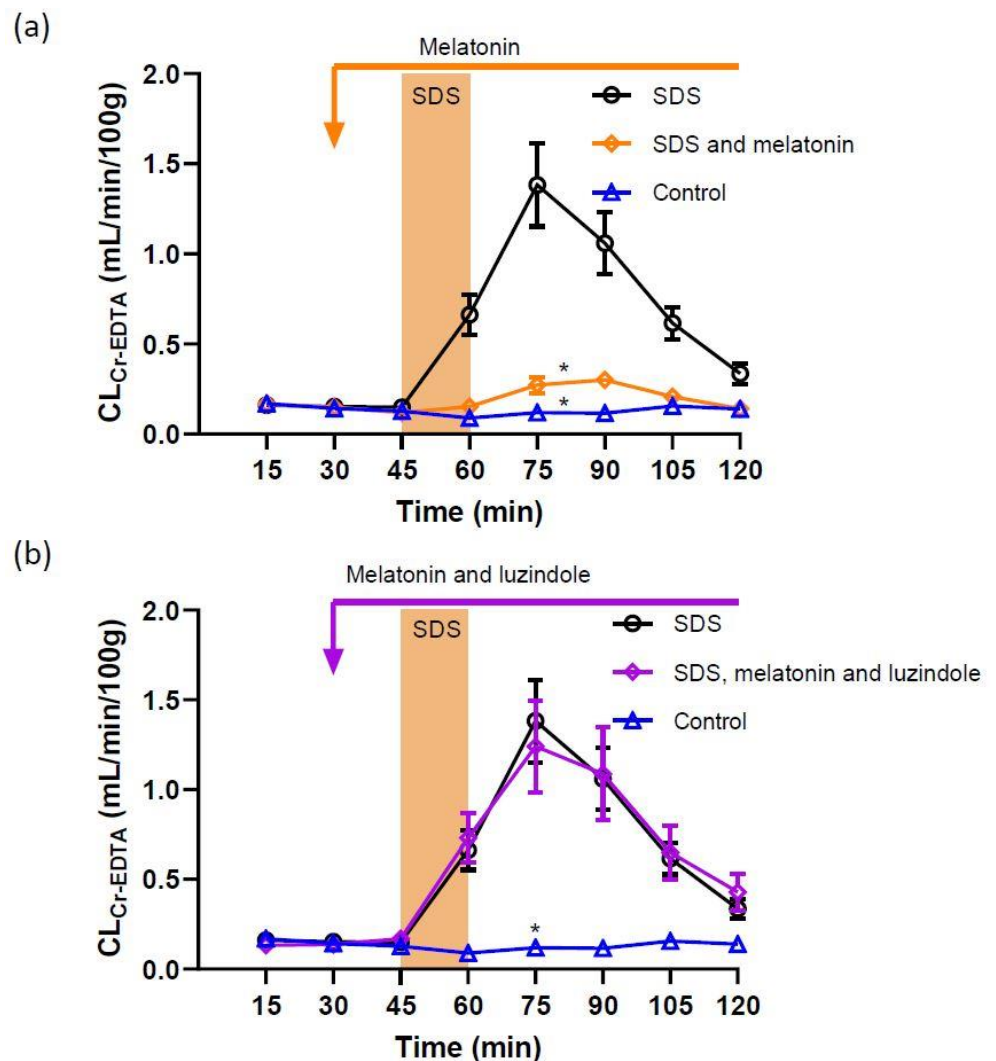 (a)
Melatonin
SDS
SDS
SDS and melatonin
Control
CLCr-EDTA (mL/min/100g)
2.0
1.5
1.0
0.5
0.0
*
*
15 30 45 60 75 90 105 120
Time (min)
(b)
Melatonin and luzindole
SDS
SDS
SDS, melatonin and luzindole
Control
CLCr-EDTA (mL/min/100g)
2.0
1.5
1.0
0.5
0.0
*
15 30 45 60 75 90 105 120
Time (min)